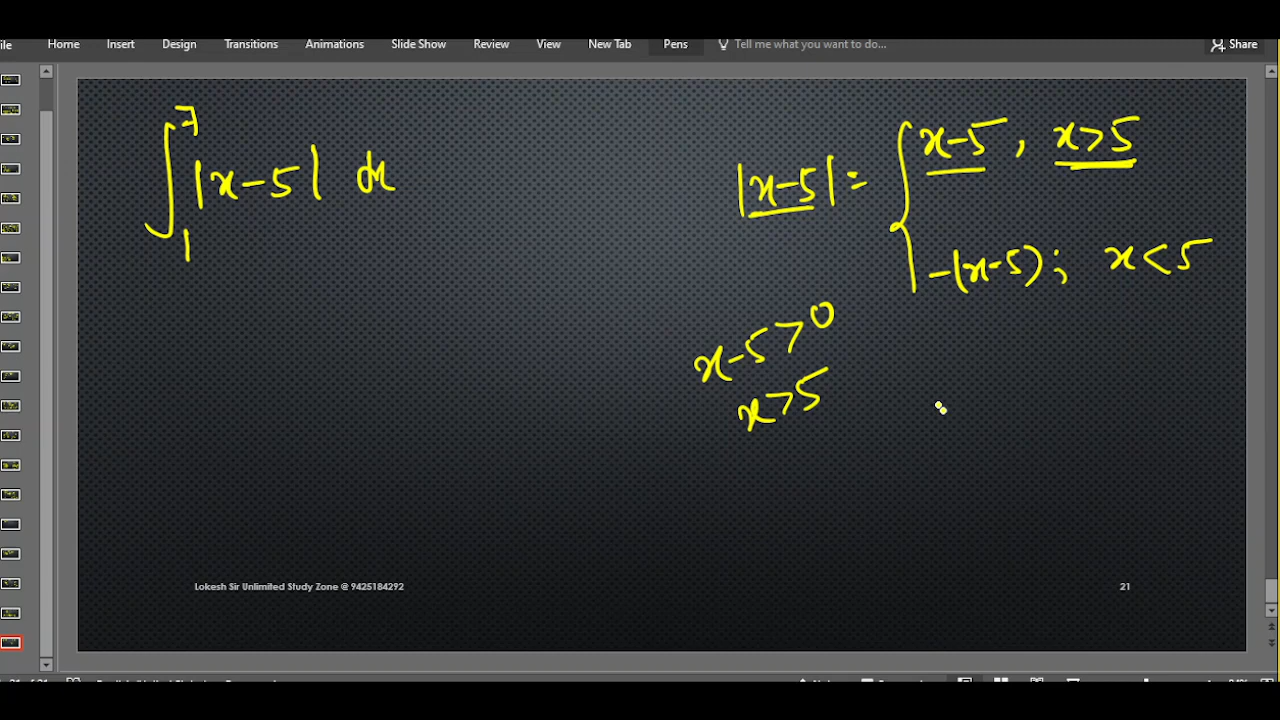 File Home Insert Design Transitions Animations Slide Show Review View New Tab Pens Tell me what you want to do... Share
∫₁⁷ |x-5| dx
|x-5| = { x-5 , x>5
-(x-5) ; x<5
x-5>0
x>5
Lokesh Sir Unlimited Study Zone @ 9425184292
21